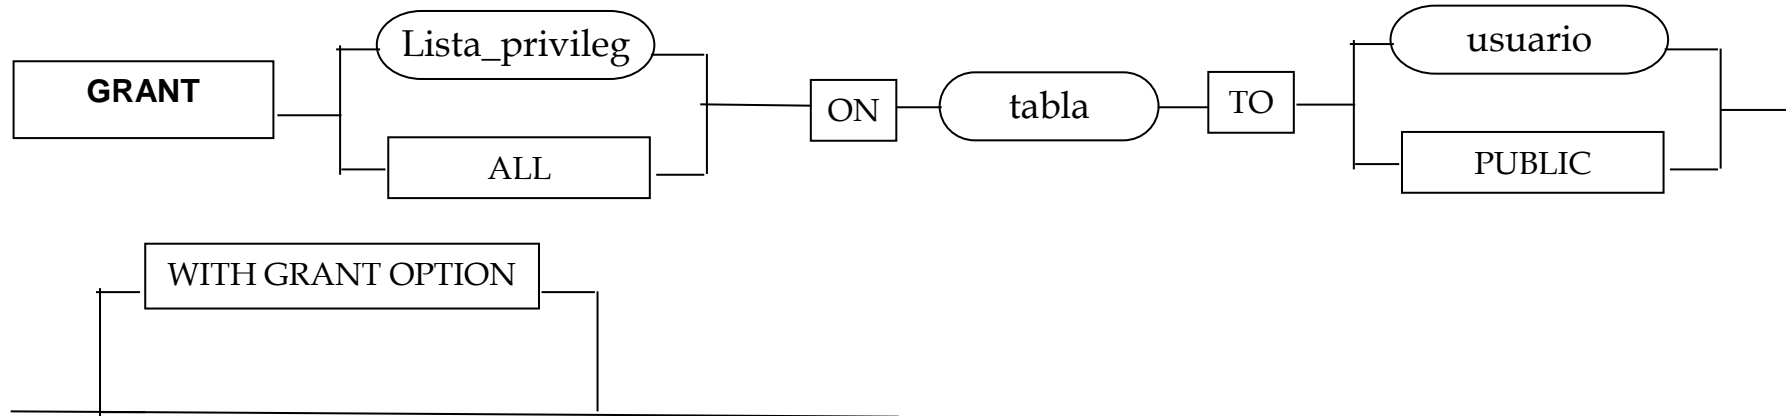 Lista_privileg
usuario
GRANT
ON
tabla
TO
ALL
PUBLIC
WITH GRANT OPTION